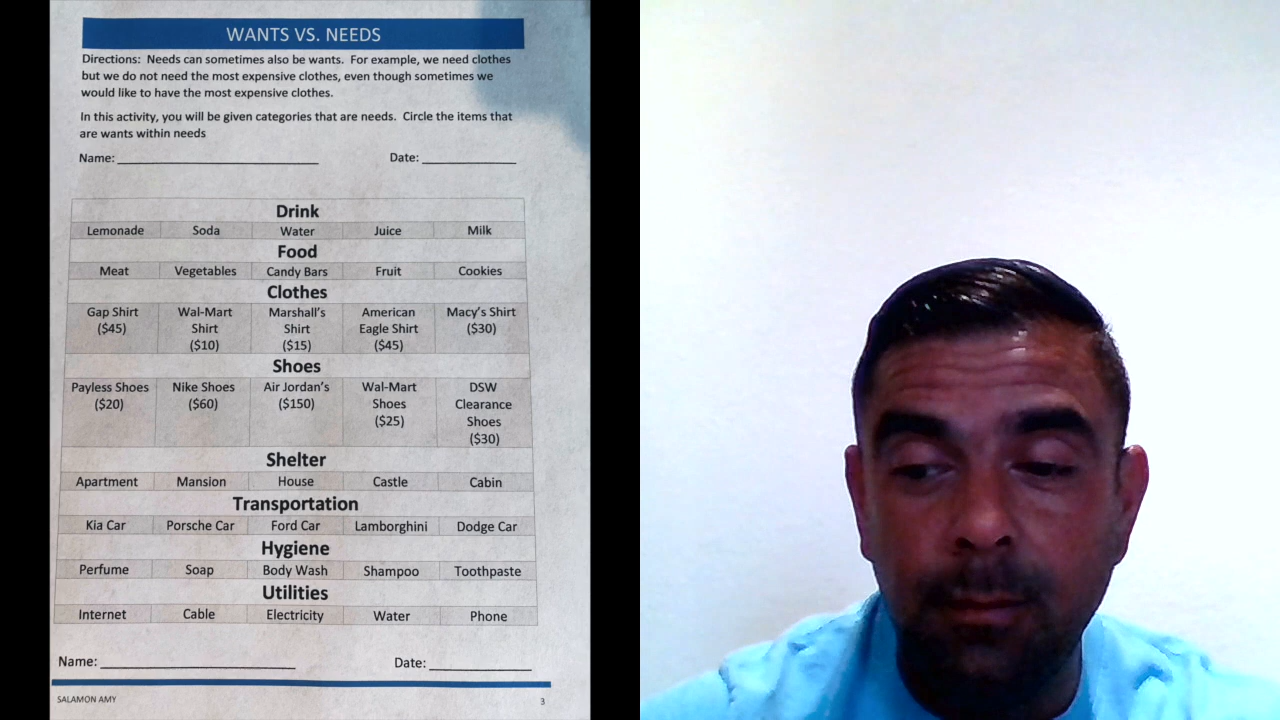 WANTS VS. NEEDS
Directions: Needs can sometimes also be wants. For example, we need clothes
but we do not need the most expensive clothes, even though sometimes we
would like to have the most expensive clothes.
In this activity, you will be given categories that are needs. Circle the items that
are wants within needs
Name: ____________________ Date: ____________
Drink
Lemonade Soda Water Juice Milk
Food
Meat Vegetables Candy Bars Fruit Cookies
Clothes
Gap Shirt Wal-Mart Marshall's American Macy's Shirt
($45) Shirt Shirt Eagle Shirt ($30)
($10) ($15) ($45)
Shoes
Payless Shoes Nike Shoes Air Jordan's Wal-Mart DSW
($20) ($60) ($150) Shoes Clearance
($25) Shoes
($30)
Shelter
Apartment Mansion House Castle Cabin
Transportation
Kia Car Porsche Car Ford Car Lamborghini Dodge Car
Hygiene
Perfume Soap Body Wash Shampoo Toothpaste
Utilities
Internet Cable Electricity Water Phone
Name: ____________________ Date: ____________
SALAMON AMY 3